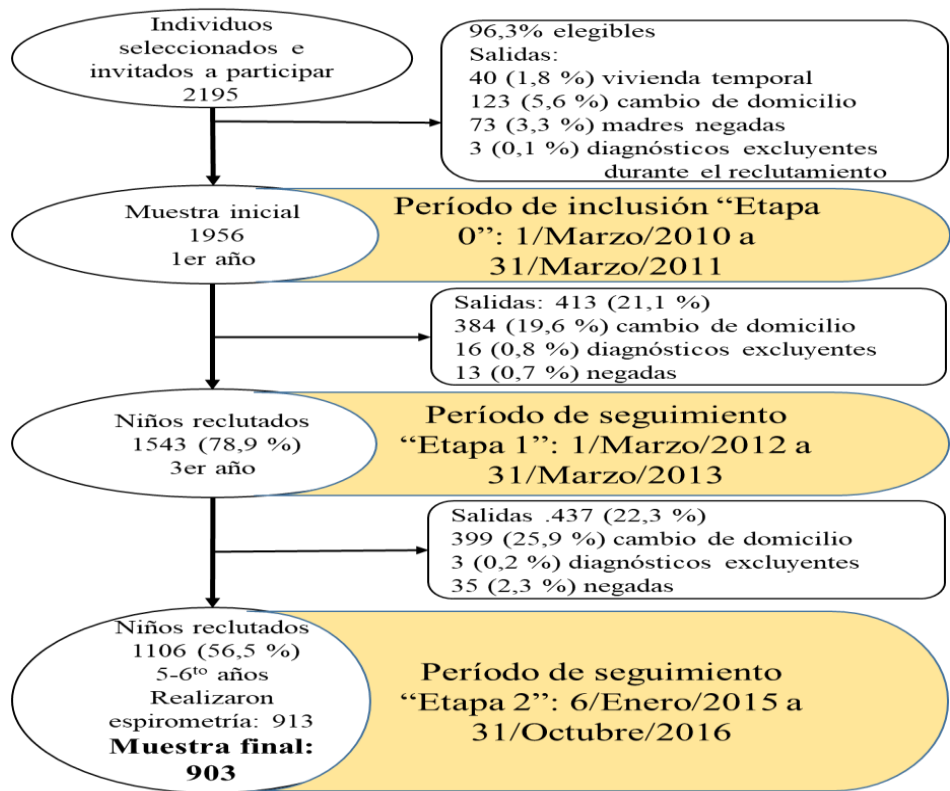 Individuos
seleccionados e
invitados a participar
2195
96,3% elegibles
Salidas:
40 (1,8 %) vivienda temporal
123 (5,6 %) cambio de domicilio
73 (3,3 %) madres negadas
3 (0,1 %) diagnósticos excluyentes
durante el reclutamiento
Muestra inicial
1956
1er año
Período de inclusión “Etapa
0”: 1/Marzo/2010 a
31/Marzo/2011
Salidas: 413 (21,1 %)
384 (19,6 %) cambio de domicilio
16 (0,8 %) diagnósticos excluyentes
13 (0,7 %) negadas
Niños reclutados
1543 (78,9 %)
3er año
Período de seguimiento
“Etapa 1”: 1/Marzo/2012 a
31/Marzo/2013
Salidas .437 (22,3 %)
399 (25,9 %) cambio de domicilio
3 (0,2 %) diagnósticos excluyentes
35 (2,3 %) negadas
Niños reclutados
1106 (56,5 %)
5-6ᵗᵒ años
Realizaron
espirometría: 913
Muestra final:
903
Período de seguimiento
“Etapa 2”: 6/Enero/2015 a
31/Octubre/2016